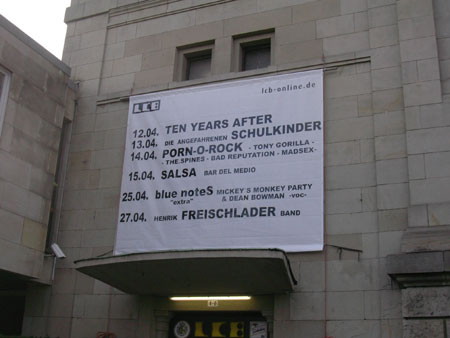 LCB
lcb-online.de
12.04. TEN YEARS AFTER
13.04. DIE ANGEFAHRENEN SCHULKINDER
14.04. PORN-O-ROCK - TONY GORILLA -
- THE.SPINES - BAD REPUTATION - MADSEX-
15.04. SALSA BAR DEL MEDIO
25.04. blue noteS MICKEY'S MONKEY PARTY
"extra" & DEAN BOWMAN -voc-
27.04. HENRIK FREISCHLADER BAND
LCB